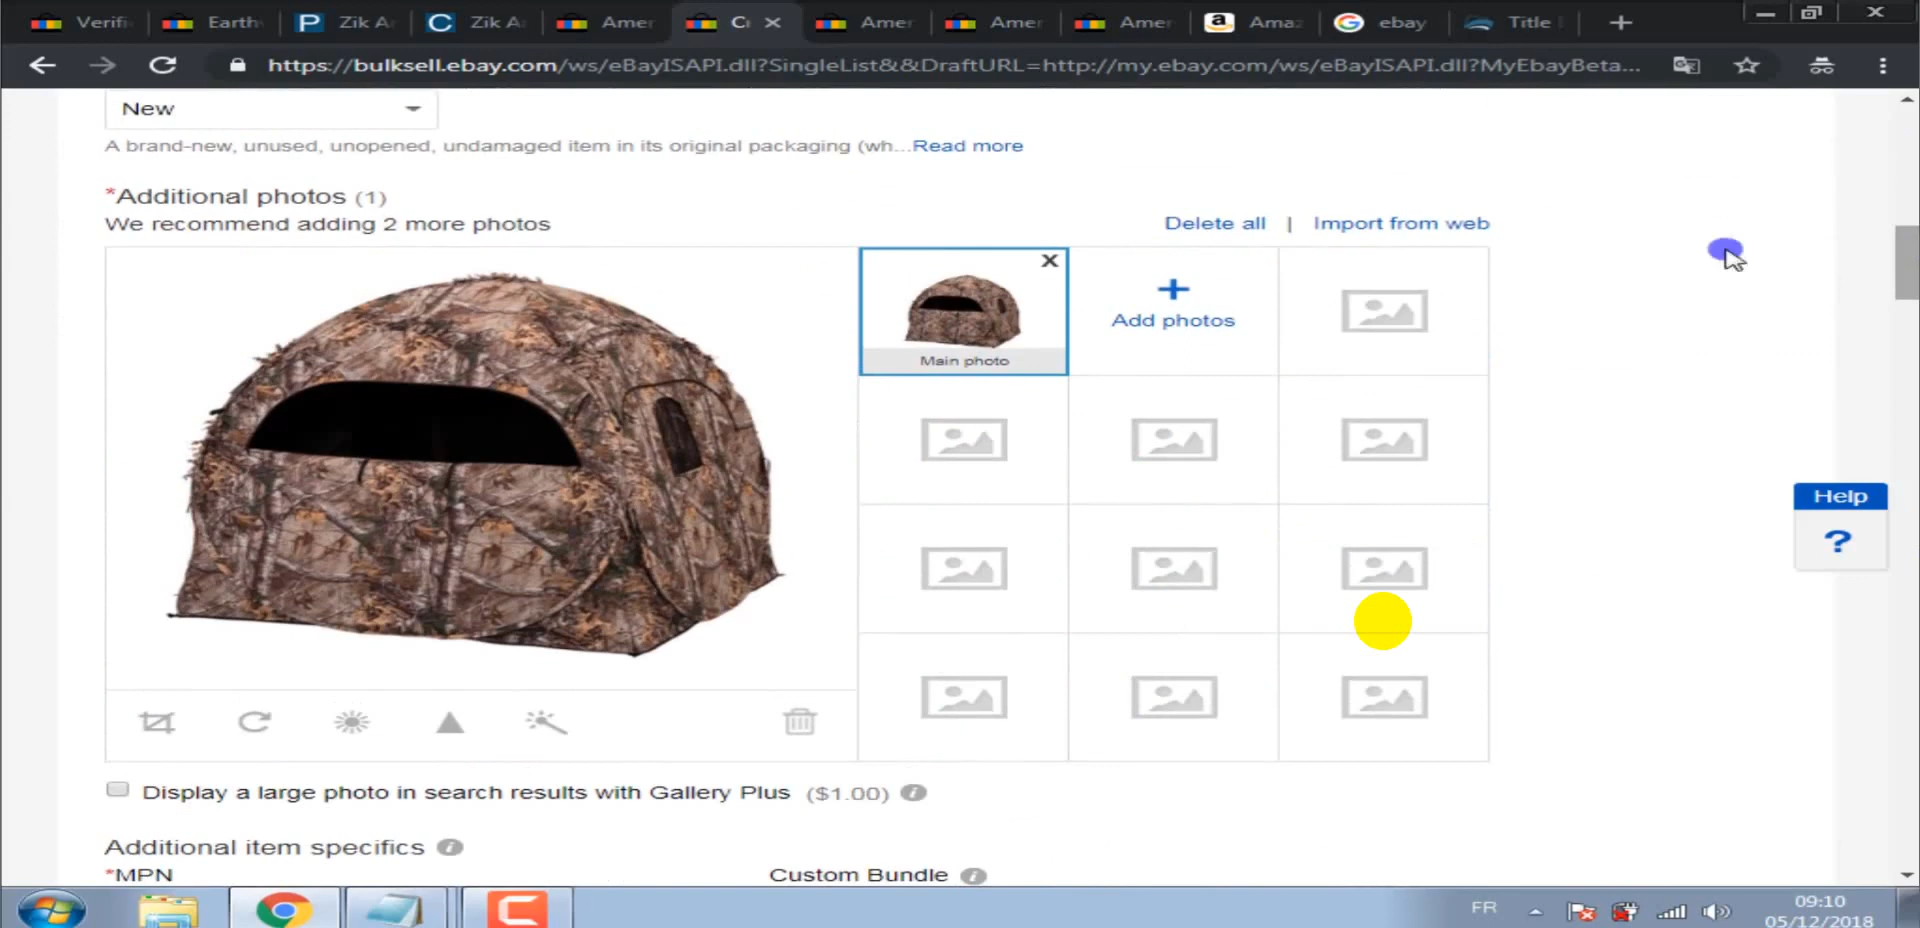 Verifi
Earth
Zik A
Zik A
Amer
Cr
Amer
Amer
Amer
Amaz
ebay
Title
https://bulksell.ebay.com/ws/eBayISAPI.dll?SingleList&&DraftURL=http://my.ebay.com/ws/eBayISAPI.dll?MyEbayBeta...
New
A brand-new, unused, unopened, undamaged item in its original packaging (wh...Read more
*Additional photos (1)
We recommend adding 2 more photos
Delete all | Import from web
X
Add photos
Main photo
Help
?
Display a large photo in search results with Gallery Plus ($1.00)
Additional item specifics
*MPN
Custom Bundle
FR
09:10
05/12/2018